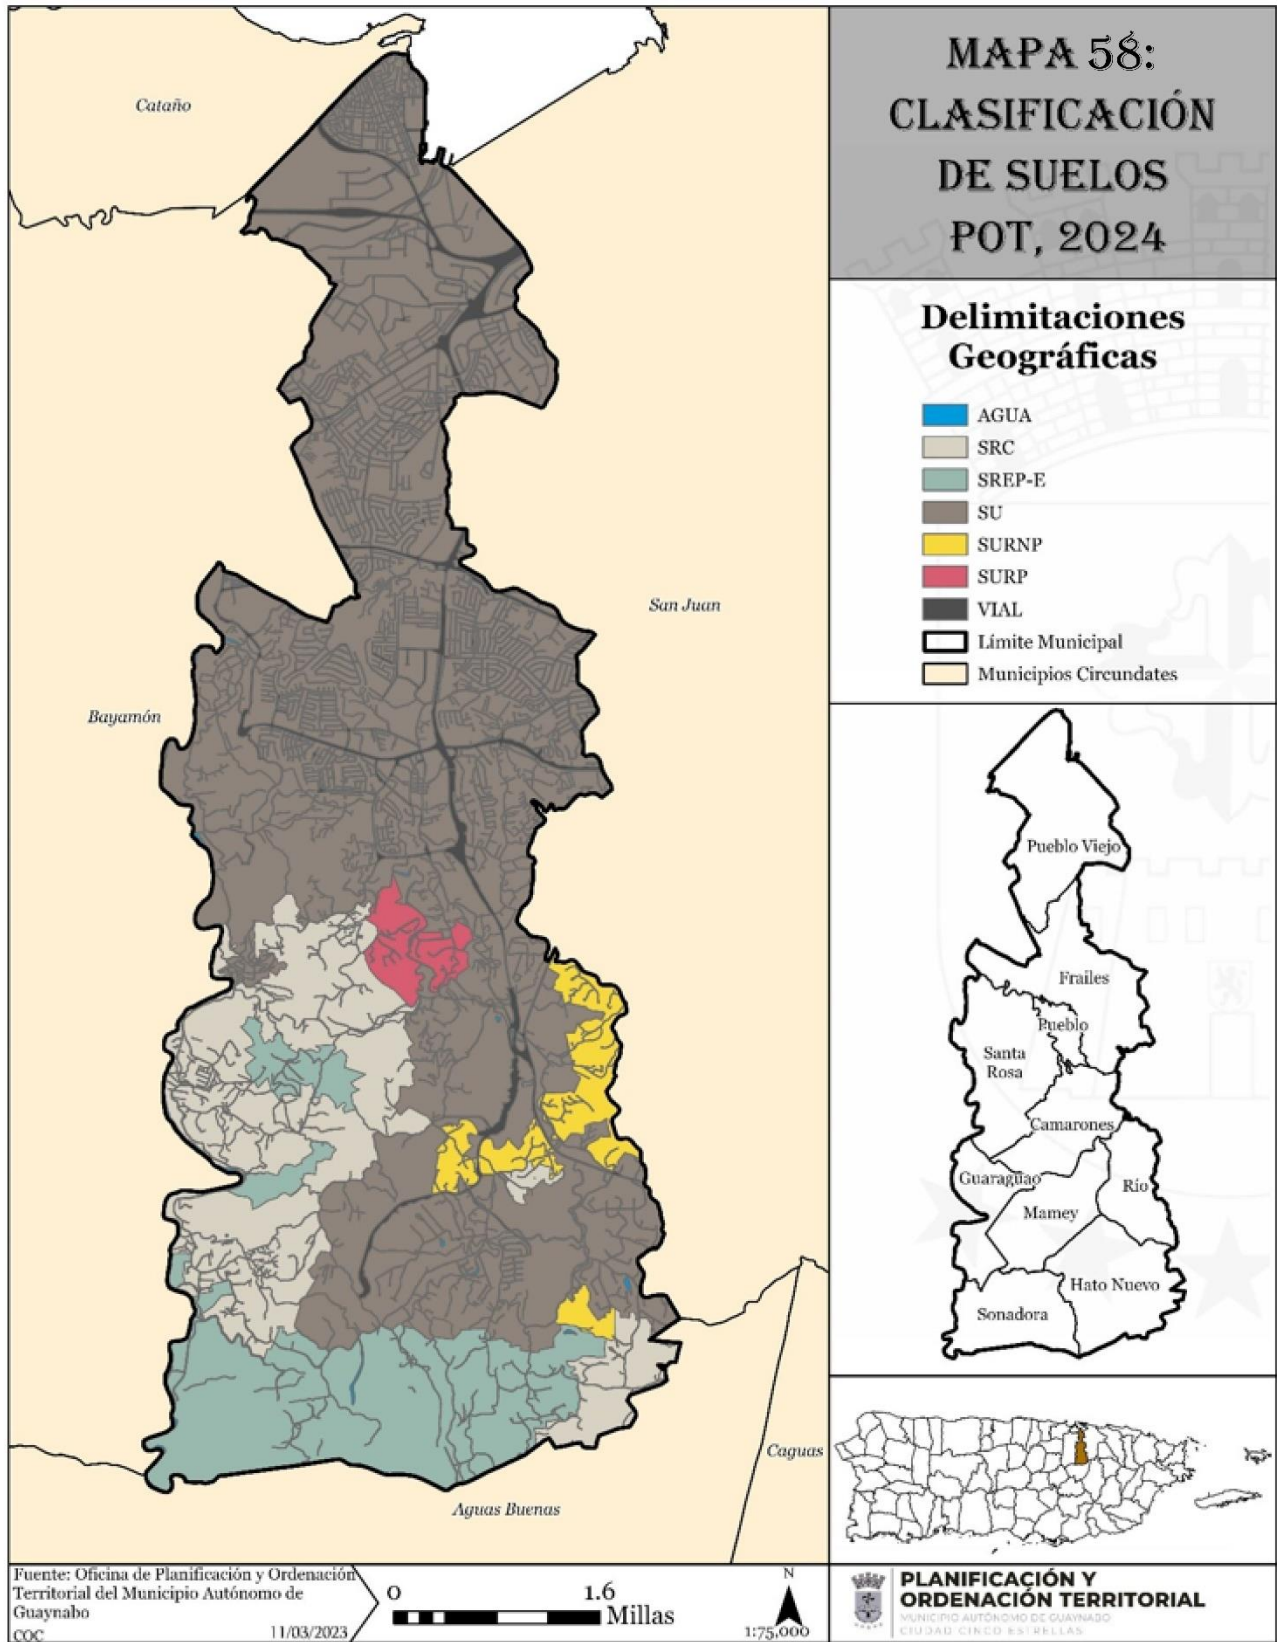 MAPA 58:
CLASIFICACIÓN
DE SUELOS
POT, 2024
Delimitaciones
Geográficas
AGUA
SRC
SREP-E
SU
SURNP
SURP
VIAL
Límite Municipal
Municipios Circundates
Cataño
San Juan
Bayamón
Caguas
Aguas Buenas
Pueblo Viejo
Frailes
Pueblo
Santa
Rosa
Camarones
Guaraguao
Río
Mamey
Hato Nuevo
Sonadora
Fuente: Oficina de Planificación y Ordenación
Territorial del Municipio Autónomo de
Guaynabo
COC 11/03/2023
0 1.6
Millas
N
1:75,000
PLANIFICACIÓN Y
ORDENACIÓN TERRITORIAL
MUNICIPIO AUTÓNOMO DE GUAYNABO
CIUDAD CINCO ESTRELLAS